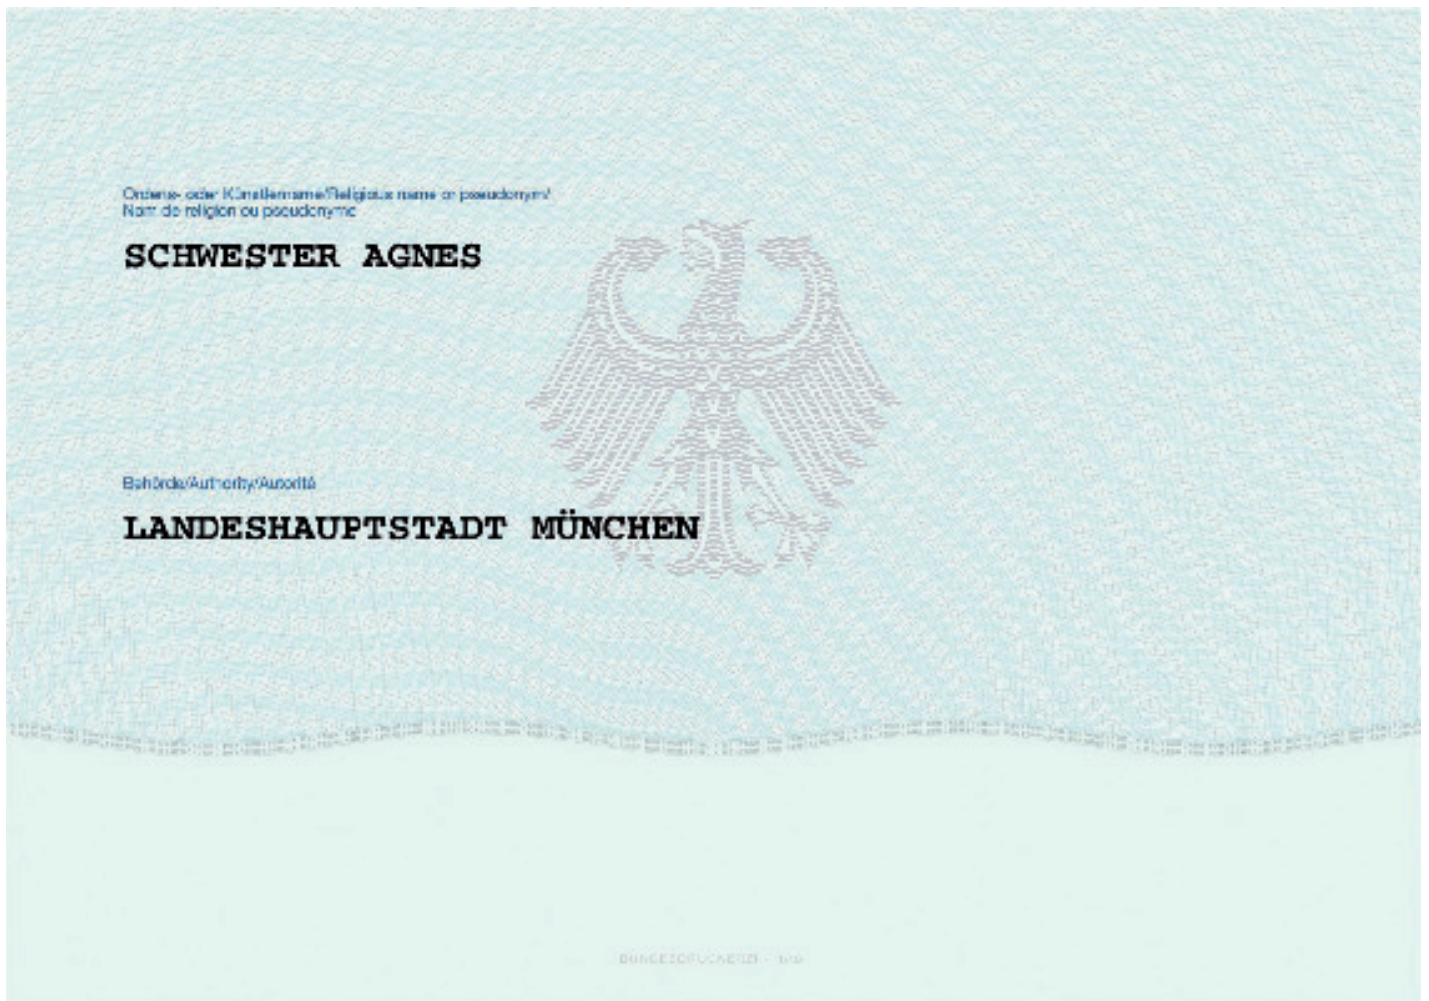 Ordens- oder Künstlername/Religious name or pseudonym/
Nom de religion ou pseudonyme
SCHWESTER AGNES
Behörde/Authority/Autorité
LANDESHAUPTSTADT MÜNCHEN
BUNDESDRUCKEREI